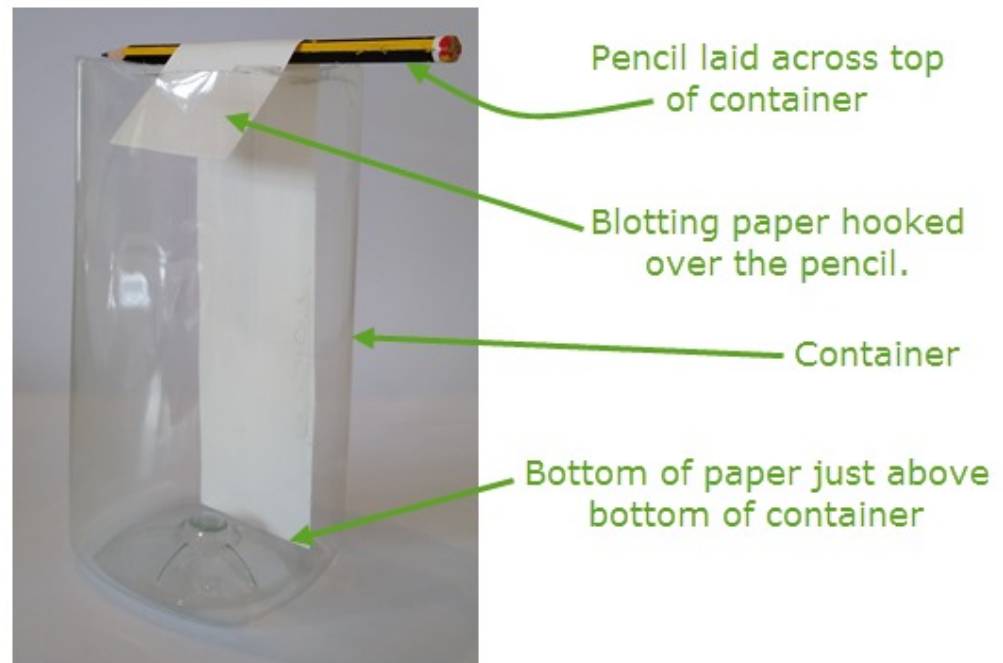 Pencil laid across top
of container
Blotting paper hooked
over the pencil.
Container
Bottom of paper just above
bottom of container